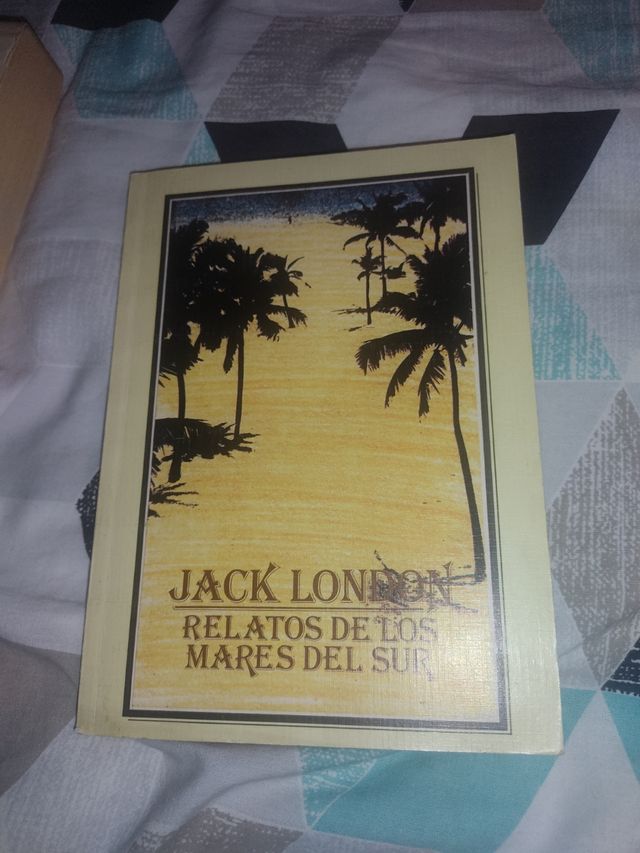 JACK LONDON
RELATOS DE LOS
MARES DEL SUR